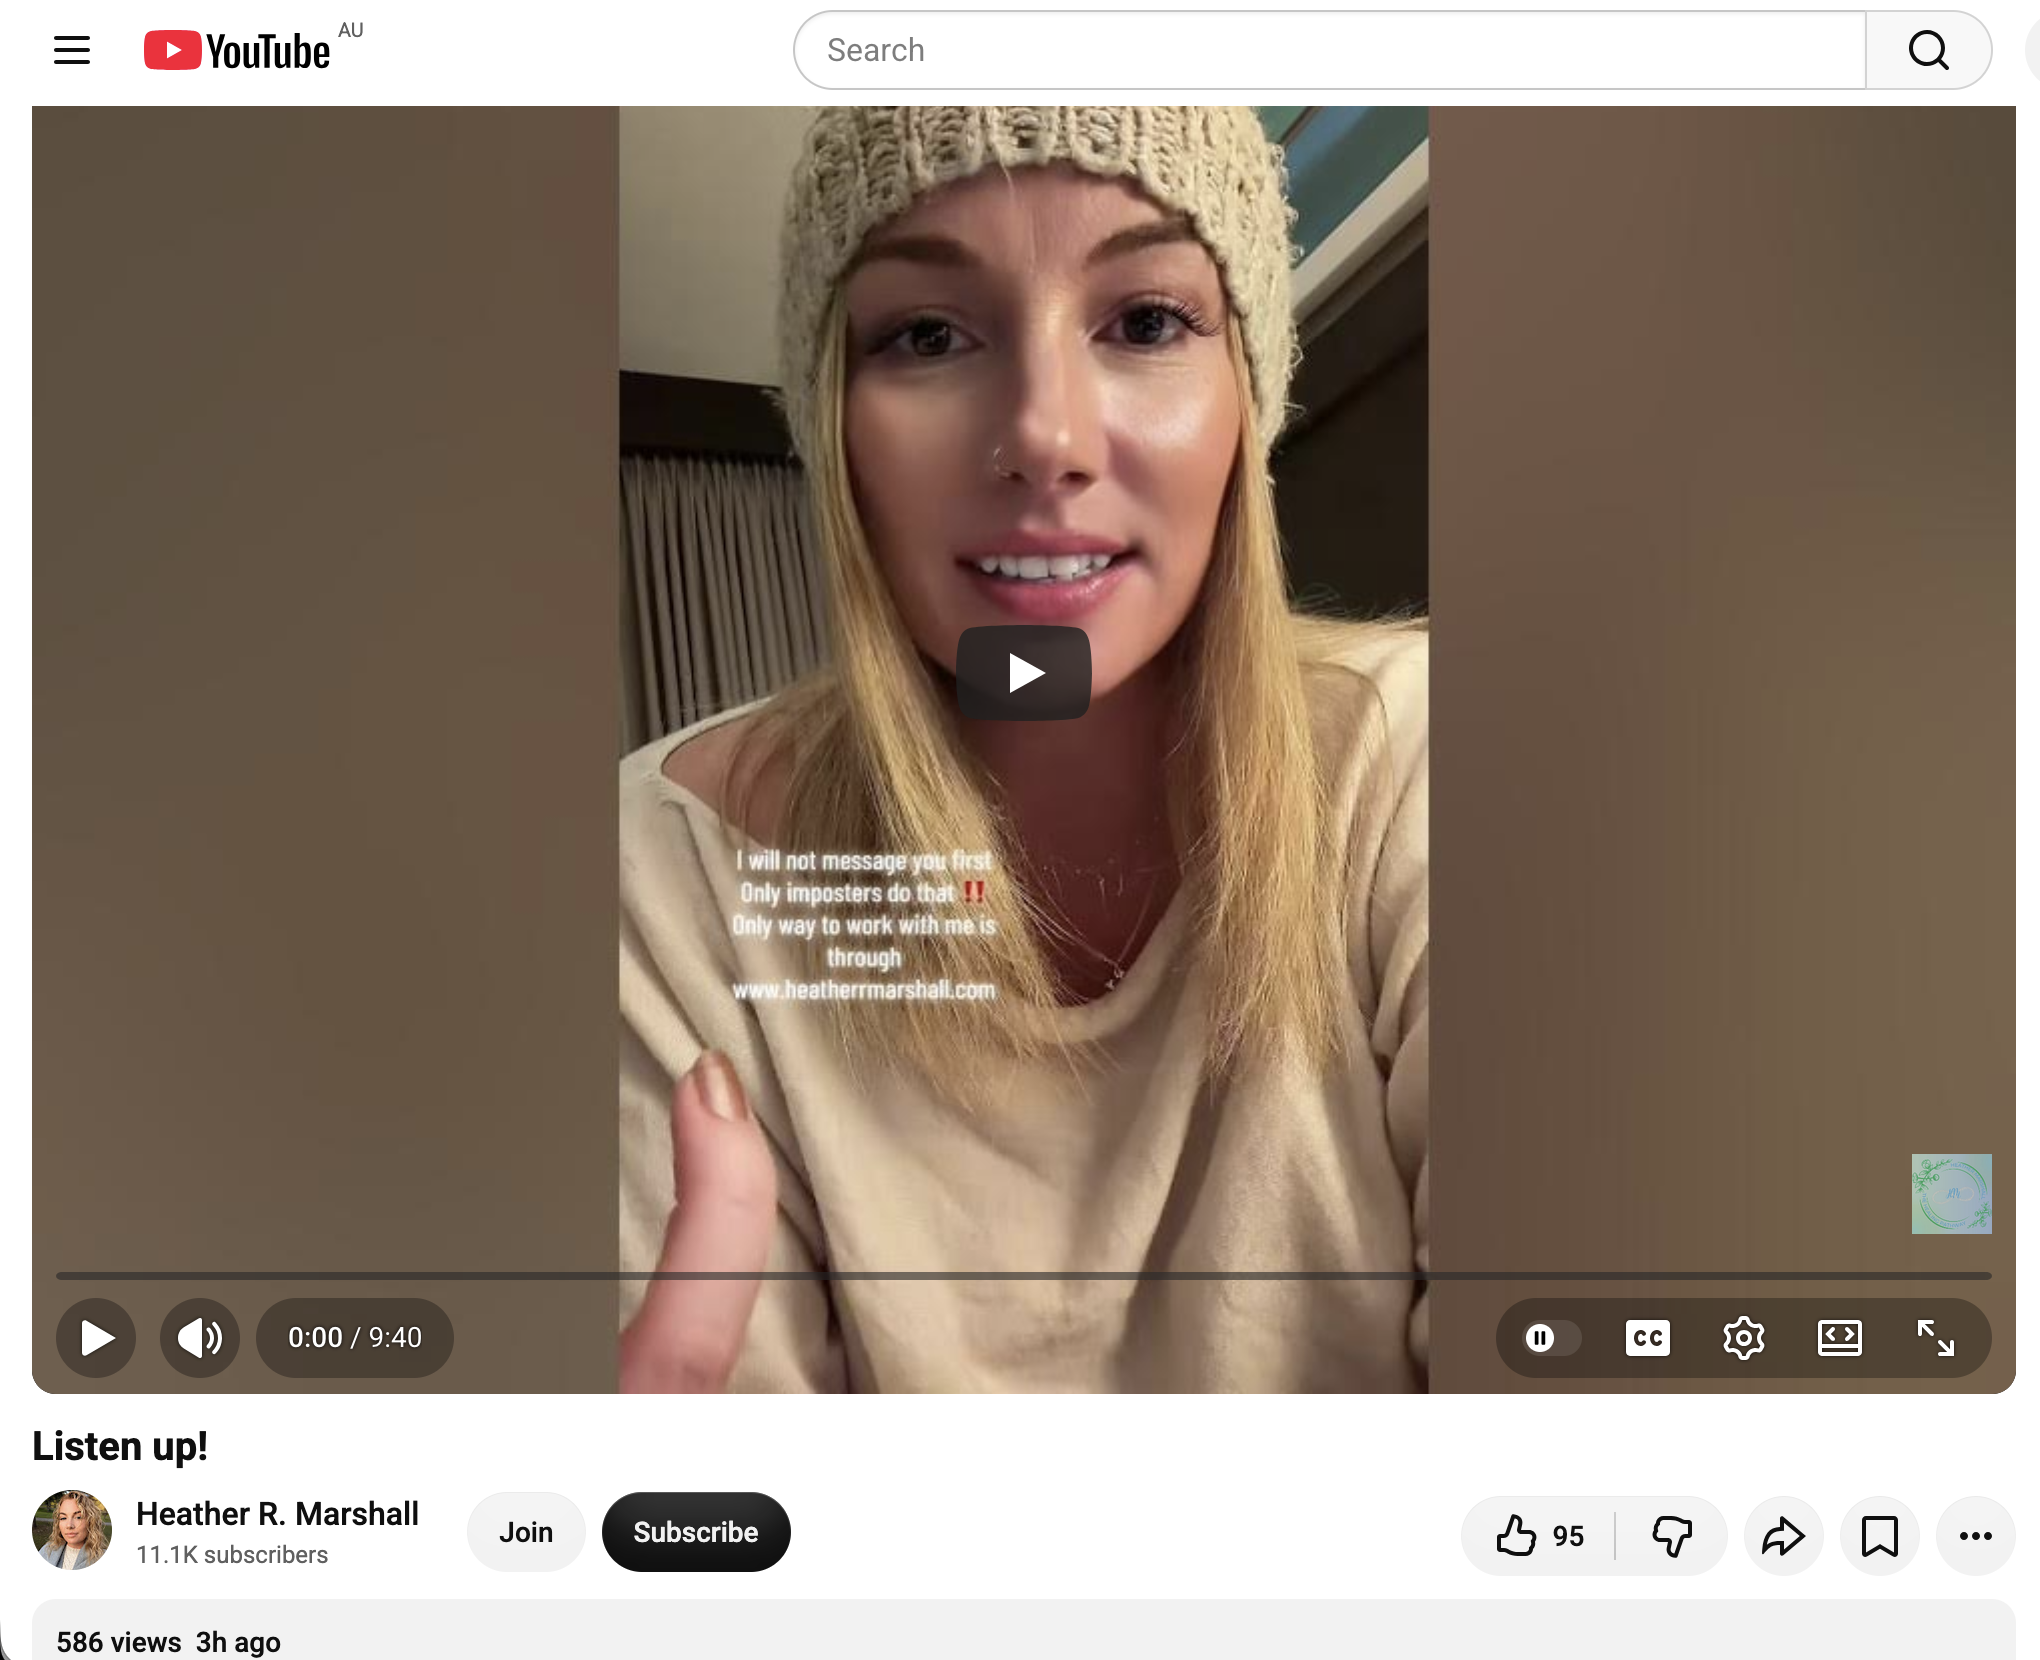 YouTube AU
Search
I will not message you first
Only imposters do that ‼️
Only way to work with me is
through
www.heatherrmarshall.com
0:00 / 9:40
CC
Listen up!
Heather R. Marshall
11.1K subscribers
Join
Subscribe
95
586 views 3h ago